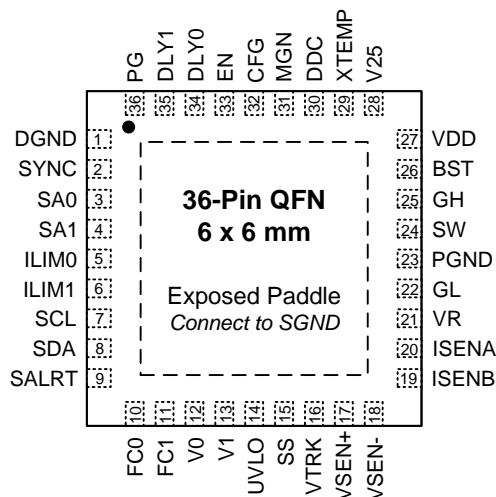 PG
DLY1
DLY0
EN
CFG
MGN
DDC
XTEMP
V25
36
35
34
33
32
31
30
29
28
DGND 1
SYNC 2
SA0 3
SA1 4
ILIM0 5
ILIM1 6
SCL 7
SDA 8
SALRT 9
36-Pin QFN
6 x 6 mm
Exposed Paddle
Connect to SGND
27 VDD
26 BST
25 GH
24 SW
23 PGND
22 GL
21 VR
20 ISENA
19 ISENB
10
11
12
13
14
15
16
17
18
FC0
FC1
V0
V1
UVLO
SS
VTRK
VSEN+
VSEN-